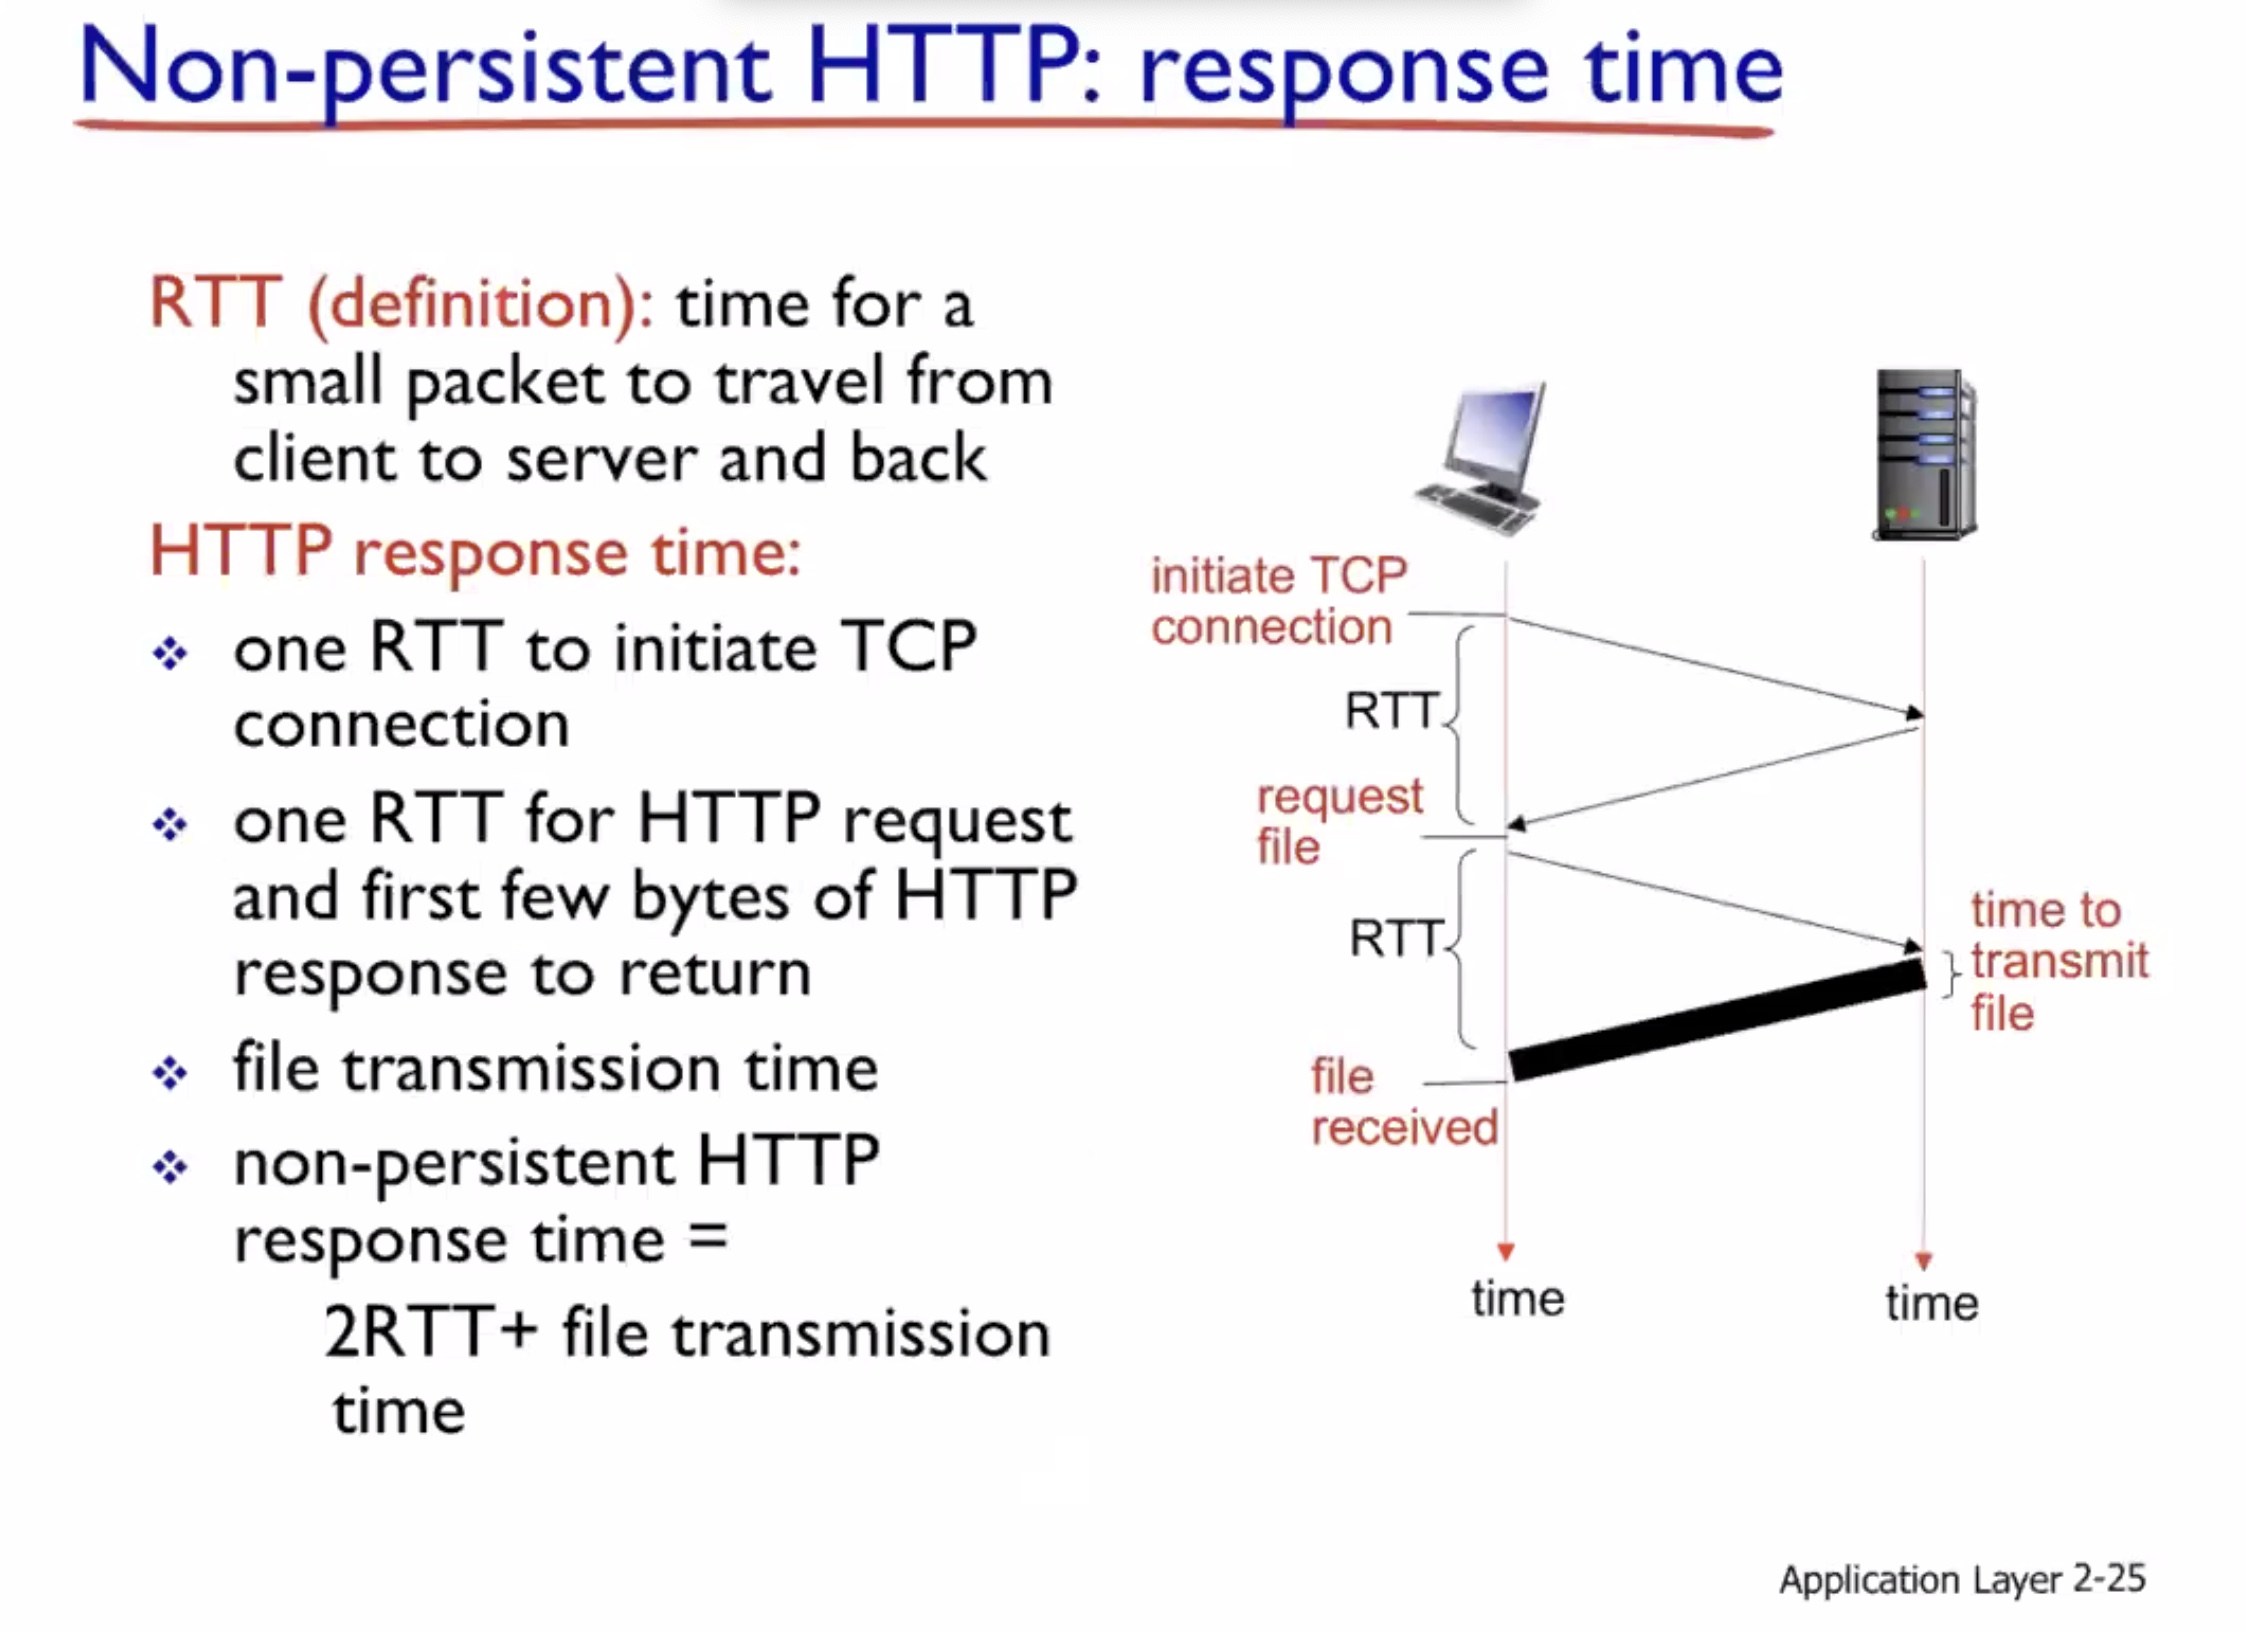 Non-persistent HTTP: response time
RTT (definition): time for a
small packet to travel from
client to server and back
HTTP response time:
one RTT to initiate TCP
connection
one RTT for HTTP request
and first few bytes of HTTP
response to return
file transmission time
non-persistent HTTP
response time =
2RTT+ file transmission
time
initiate TCP
connection
RTT
request
file
RTT
time to
transmit
file
file
received
time
time
Application Layer 2-25